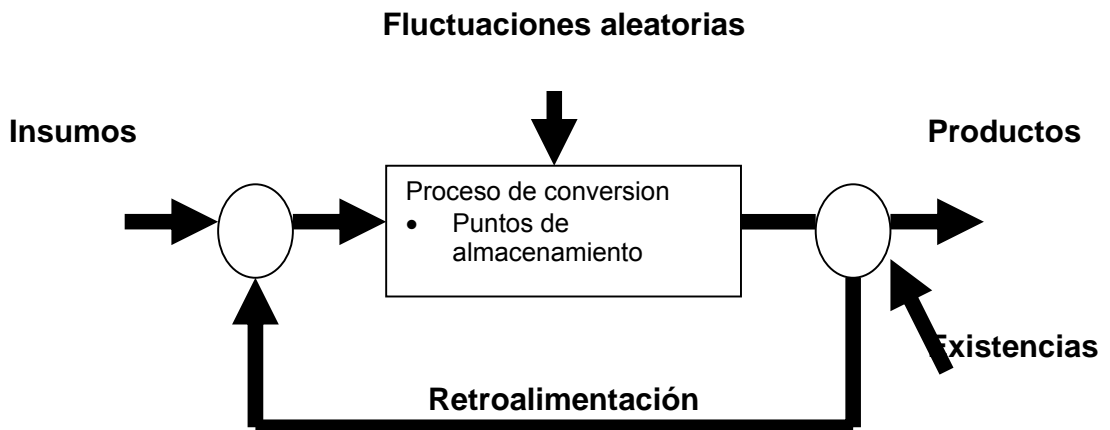 Fluctuaciones aleatorias
Insumos
Productos
Proceso de conversion
• Puntos de
almacenamiento
Existencias
Retroalimentación